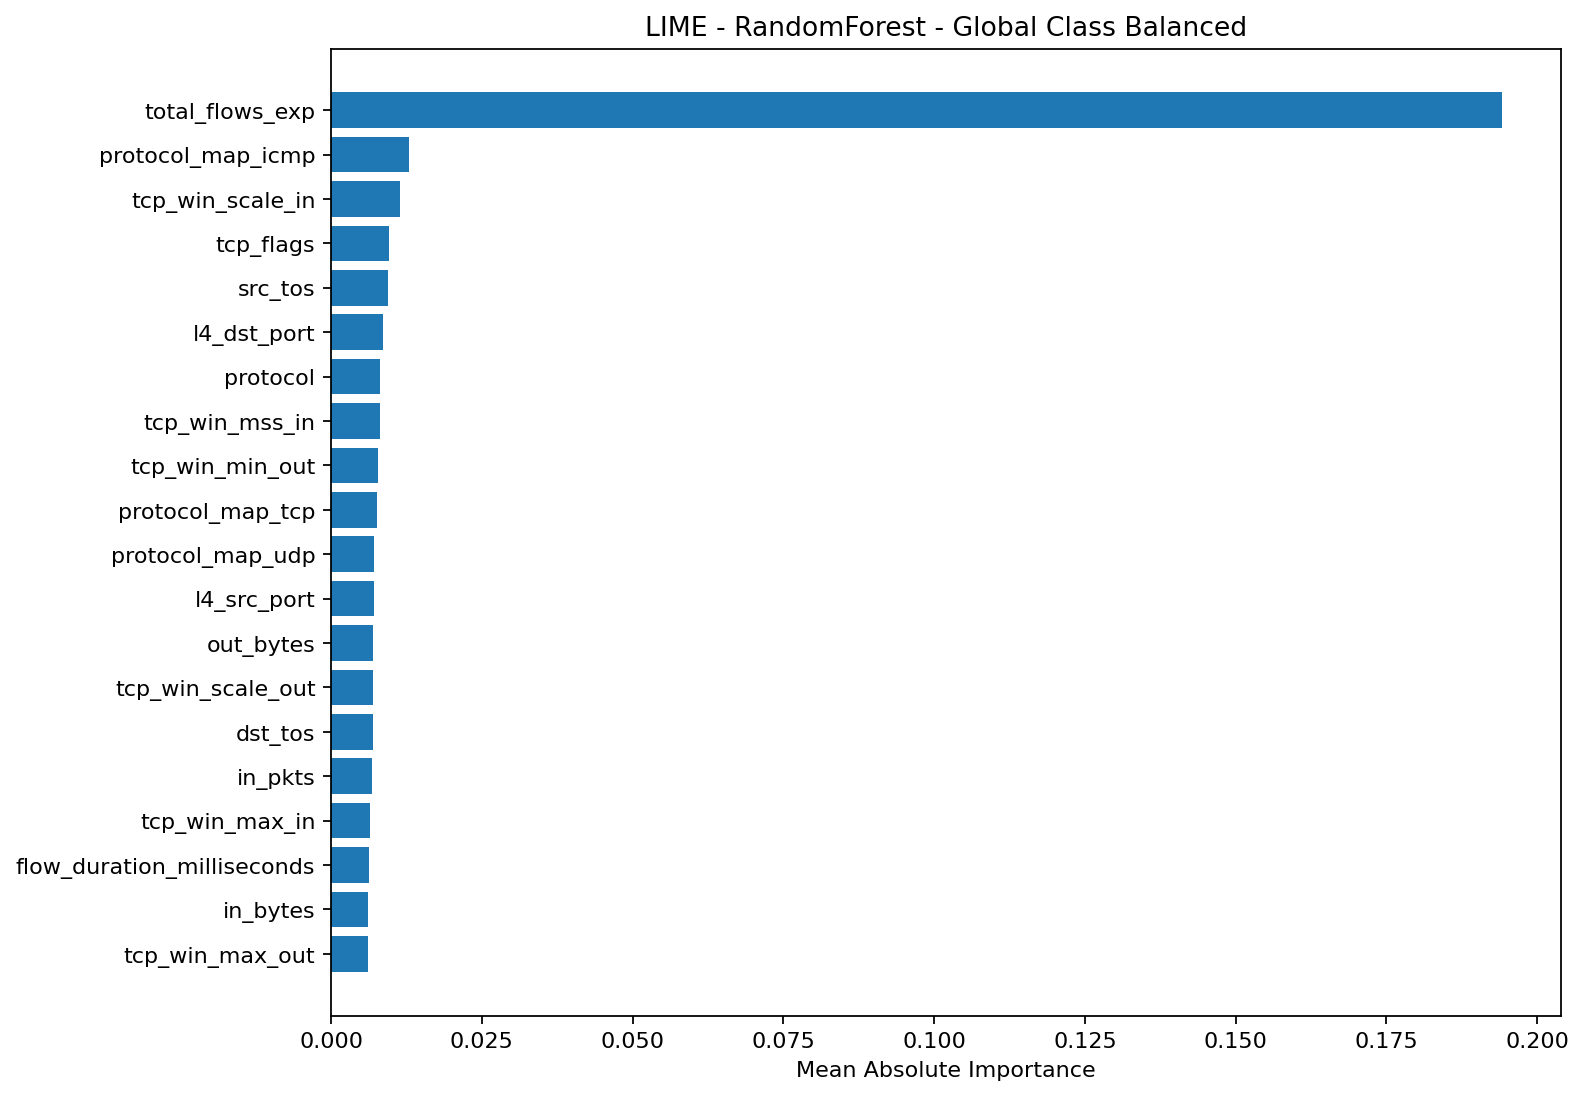 LIME - RandomForest - Global Class Balanced
total_flows_exp
protocol_map_icmp
tcp_win_scale_in
tcp_flags
src_tos
l4_dst_port
protocol
tcp_win_mss_in
tcp_win_min_out
protocol_map_tcp
protocol_map_udp
l4_src_port
out_bytes
tcp_win_scale_out
dst_tos
in_pkts
tcp_win_max_in
flow_duration_milliseconds
in_bytes
tcp_win_max_out
0.000 0.025 0.050 0.075 0.100 0.125 0.150 0.175 0.200
Mean Absolute Importance